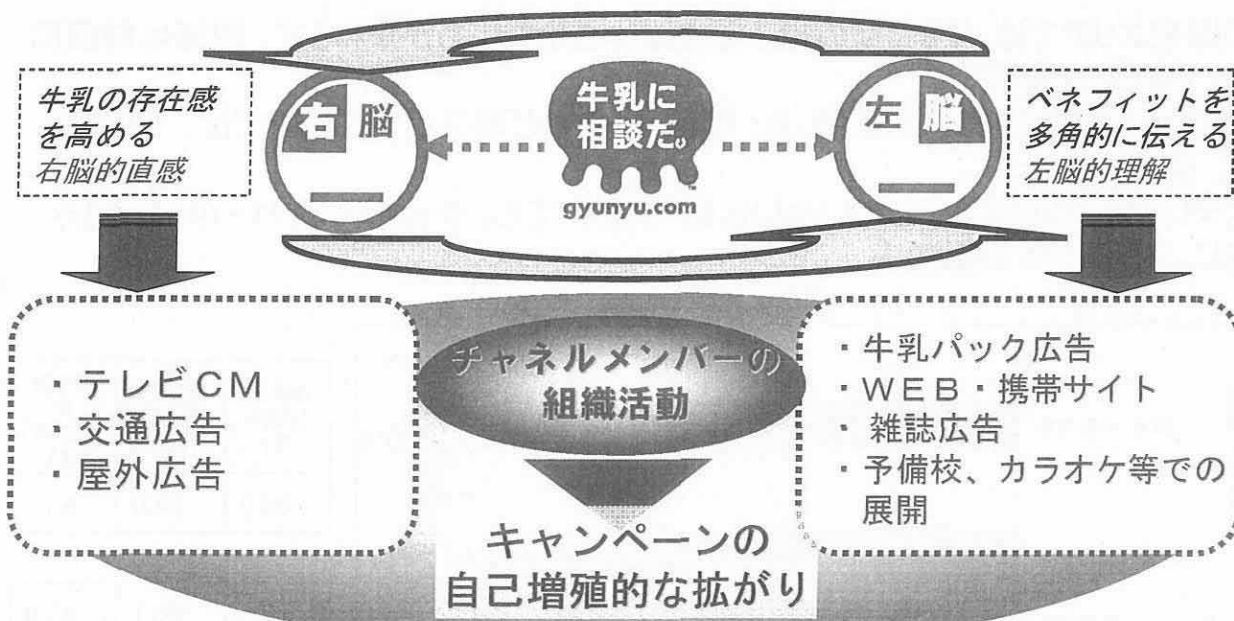 牛乳の存在感
を高める
右脳的直感
右脳
牛乳に
相談だ。
™
gyunyu.com
左脳
ベネフィットを
多角的に伝える
左脳的理解
・テレビCM
・交通広告
・屋外広告
チャネルメンバーの
組織活動
・牛乳パック広告
・WEB・携帯サイト
・雑誌広告
・予備校、カラオケ等での
展開
キャンペーンの
自己増殖的な拡がり